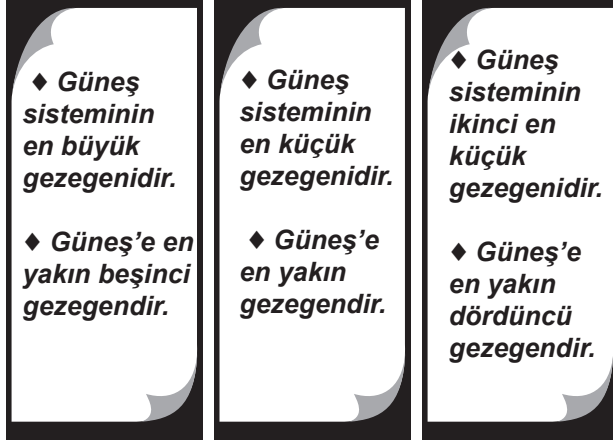 ♦ Güneş
sisteminin
en büyük
gezegenidir.
♦ Güneş’e en
yakın beşinci
gezegendir.
♦ Güneş
sisteminin
en küçük
gezegenidir.
♦ Güneş’e
en yakın
gezegendir.
♦ Güneş
sisteminin
ikinci en
küçük
gezegenidir.
♦ Güneş’e
en yakın
dördüncü
gezegendir.